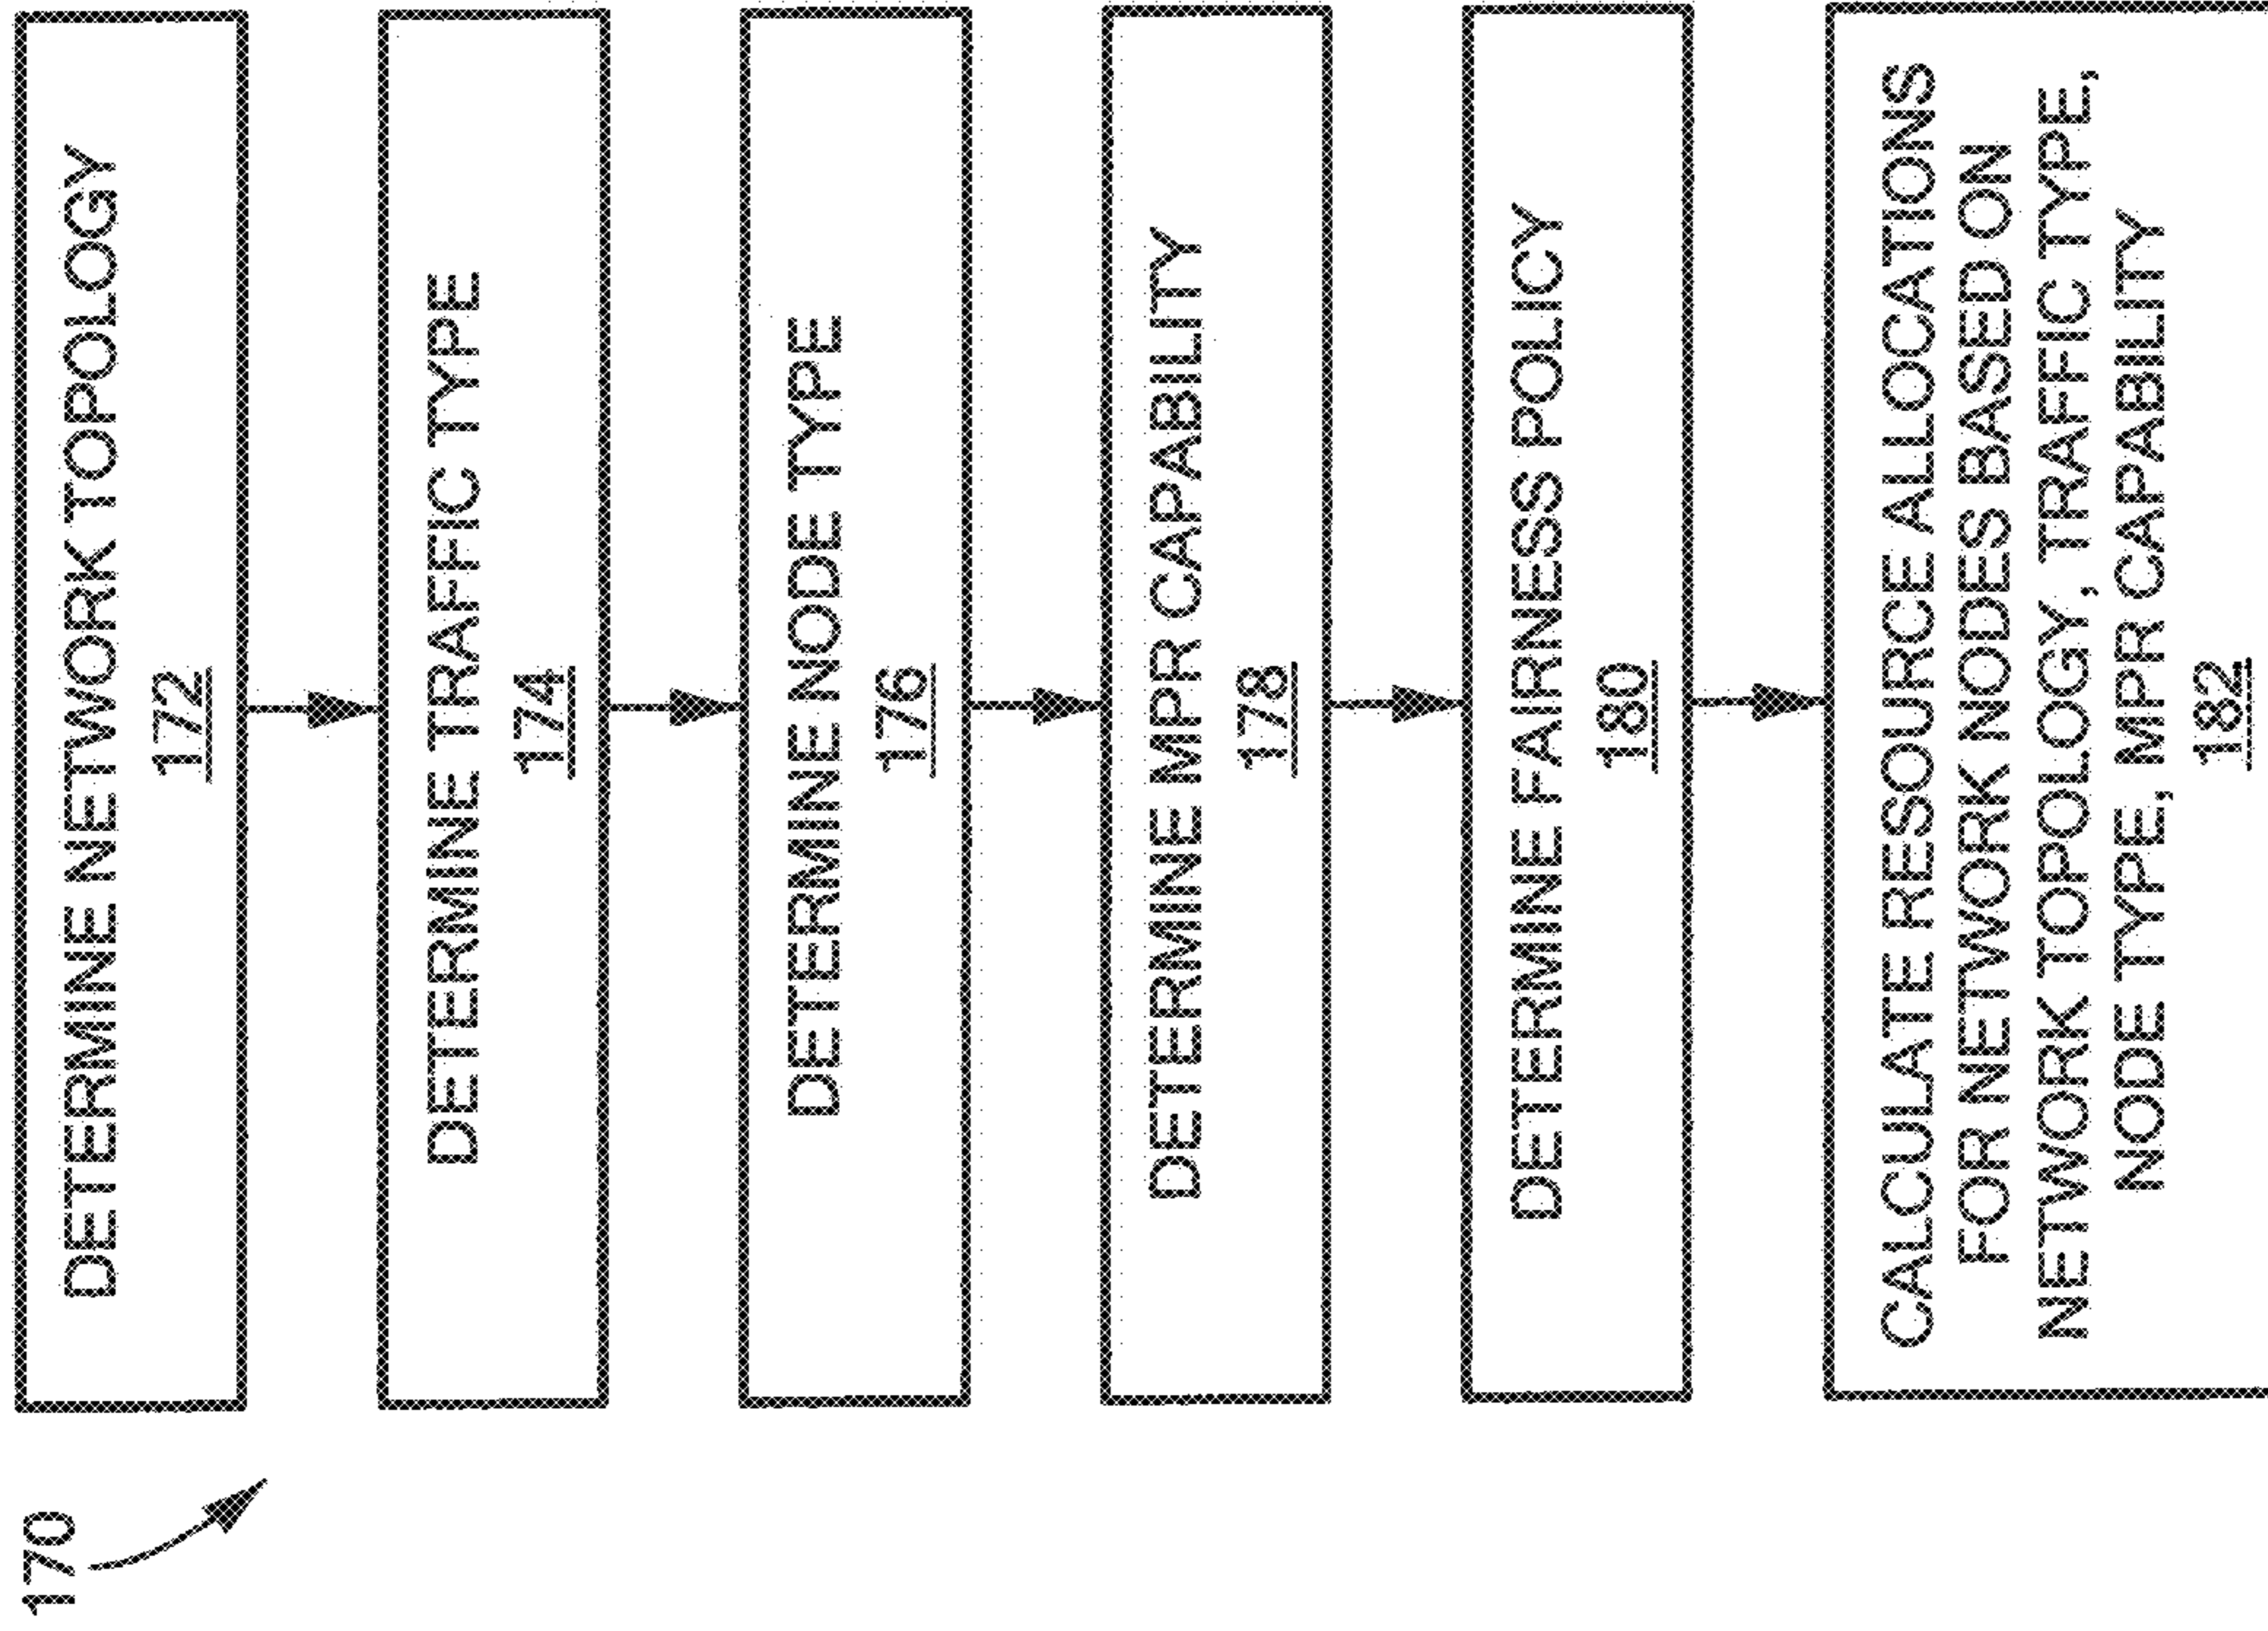 170
DETERMINE NETWORK TOPOLOGY
172
DETERMINE TRAFFIC TYPE
174
DETERMINE NODE TYPE
176
DETERMINE MPR CAPABILITY
178
DETERMINE FAIRNESS POLICY
180
CALCULATE RESOURCE ALLOCATIONS
FOR NETWORK NODES BASED ON
NETWORK TOPOLOGY, TRAFFIC TYPE,
NODE TYPE, MPR CAPABILITY
182